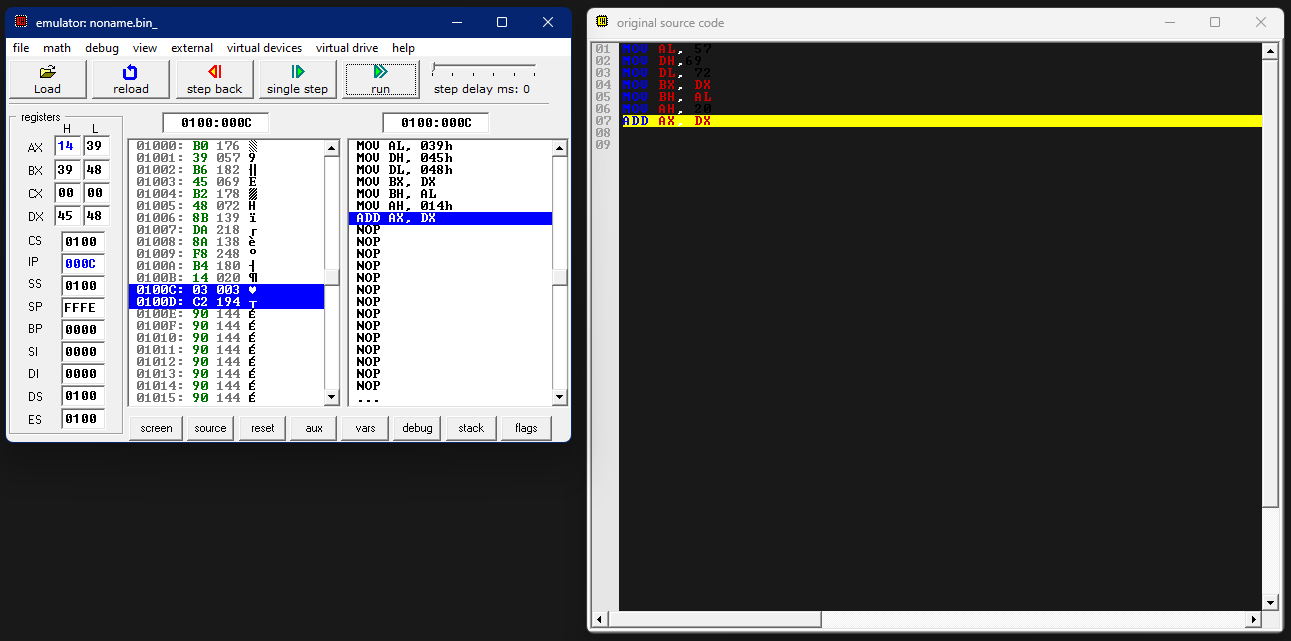 emulator: noname.bin_
file math debug view external virtual devices virtual drive help
Load reload step back single step run step delay ms: 0
registers
H L
AX 14 39
BX 39 48
CX 00 00
DX 45 48
CS 0100
IP 000C
SS 0100
SP FFFE
BP 0000
SI 0000
DI 0000
DS 0100
ES 0100
0100:000C
01000: B0 176 ▒
01001: 39 057 9
01002: B6 182 ╢
01003: 45 069 E
01004: B2 178 ▓
01005: 48 072 H
01006: 8B 139 ï
01007: DA 218 ┌
01008: 8A 138 è
01009: F8 248 °
0100A: B4 180 ┤
0100B: 14 020 ¶
0100C: 03 003 ♥
0100D: C2 194 ┬
0100E: 90 144 É
0100F: 90 144 É
01010: 90 144 É
01011: 90 144 É
01012: 90 144 É
01013: 90 144 É
01014: 90 144 É
01015: 90 144 É
0100:000C
MOV AL, 039h
MOV DH, 045h
MOV DL, 048h
MOV BX, DX
MOV BH, AL
MOV AH, 014h
ADD AX, DX
NOP
NOP
NOP
NOP
NOP
NOP
NOP
NOP
NOP
NOP
NOP
NOP
NOP
NOP
...
screen source reset aux vars debug stack flags
original source code
01 MOV AL, 57
02 MOV DH,69
03 MOV DL, 72
04 MOV BX, DX
05 MOV BH, AL
06 MOV AH, 20
07 ADD AX, DX
08
09